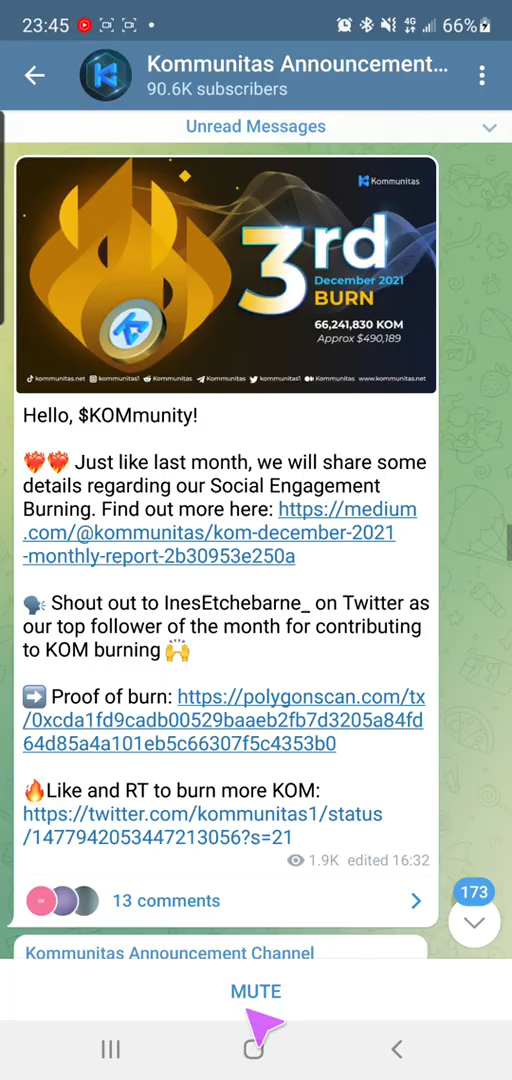 23:45
4G
66%
Kommunitas Announcement...
90.6K subscribers
Unread Messages
Kommunitas
3rd
December 2021
BURN
66,241,830 KOM
Approx $490,189
kommunitas.net kommunitas1 Kommunitas Kommunitas kommunitas1 Kommunitas www.kommunitas.net
Hello, $KOMmunity!
❤️‍🔥❤️‍🔥 Just like last month, we will share some
details regarding our Social Engagement
Burning. Find out more here: https://medium
.com/@kommunitas/kom-december-2021
-monthly-report-2b30953e250a
🗣 Shout out to InesEtchebarne_ on Twitter as
our top follower of the month for contributing
to KOM burning 🙌
➡️ Proof of burn: https://polygonscan.com/tx
/0xcda1fd9cadb00529baaeb2fb7d3205a84fd
64d85a4a101eb5c66307f5c4353b0
🔥Like and RT to burn more KOM:
https://twitter.com/kommunitas1/status
/1477942053447213056?s=21
1.9K edited 16:32
13 comments
173
Kommunitas Announcement Channel
MUTE